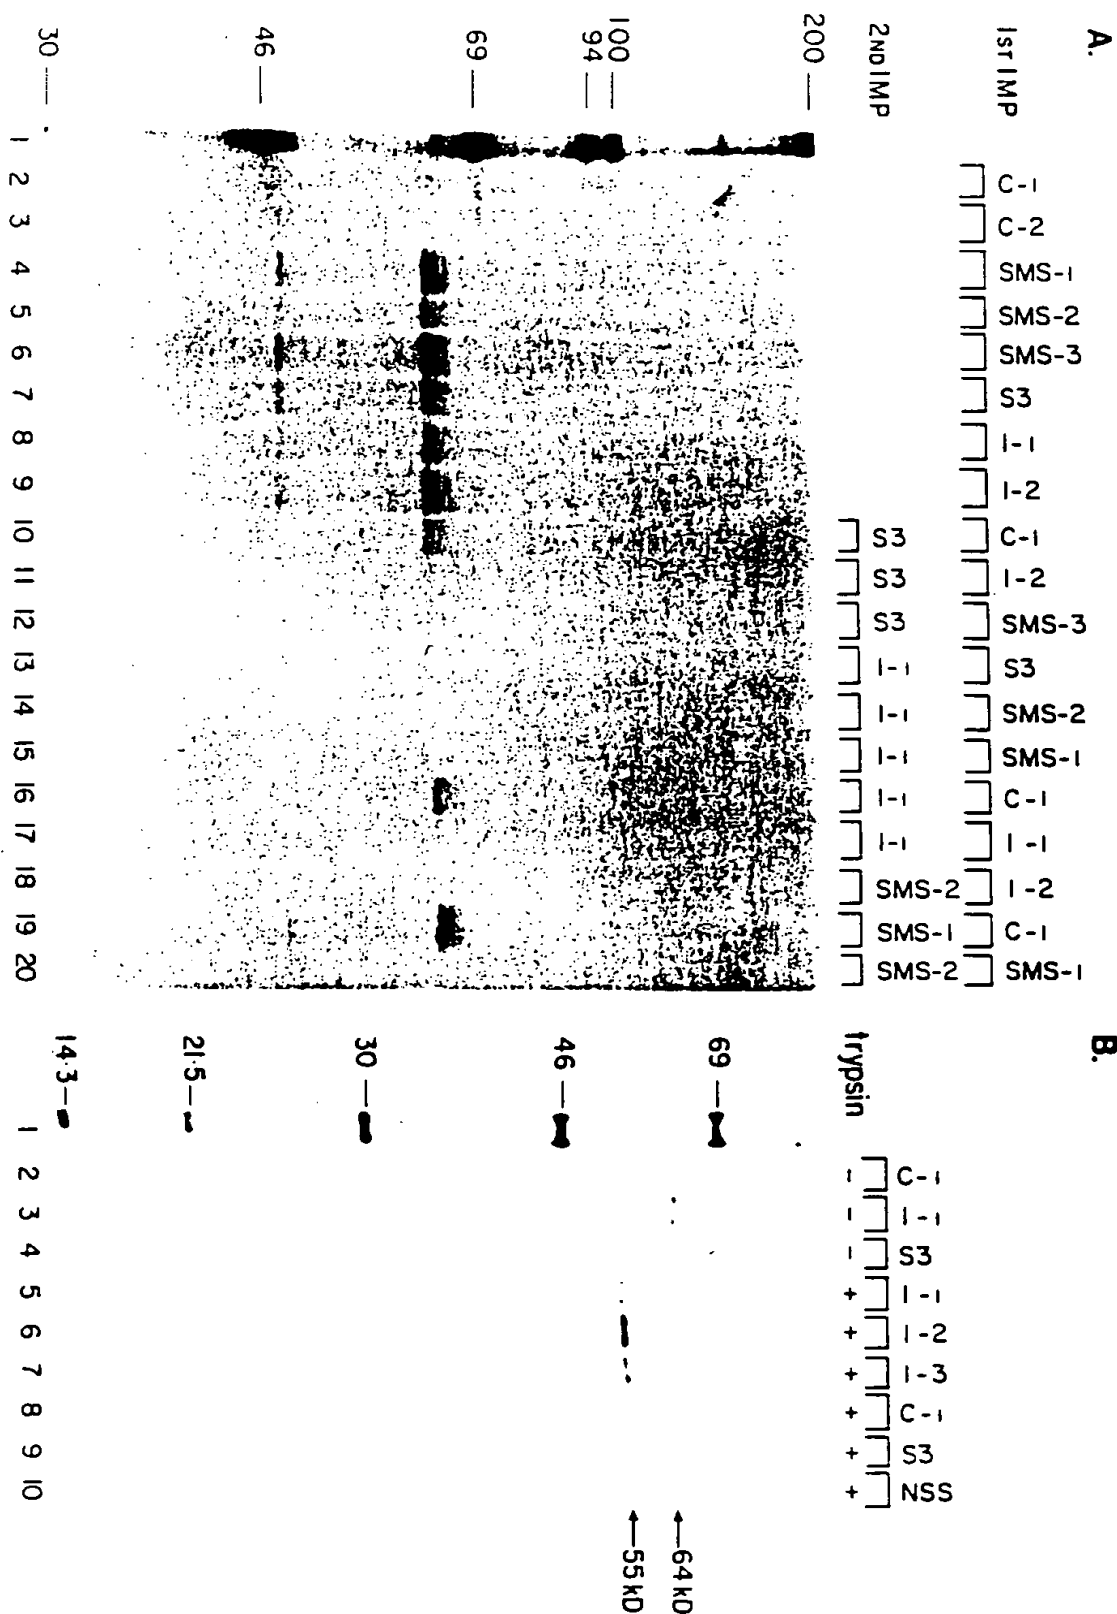 A.
1ST IMP
C-1
C-2
SMS-1
SMS-2
SMS-3
S3
I-1
I-2
C-1
I-2
SMS-3
S3
SMS-2
SMS-1
C-1
I-1
I-2
C-1
SMS-1
2ND IMP
S3
S3
S3
I-1
I-1
I-1
I-1
I-1
SMS-2
SMS-1
SMS-2
200
100
94
69
46
30
1 2 3 4 5 6 7 8 9 10 11 12 13 14 15 16 17 18 19 20
B.
C-1
I-1
S3
I-1
I-2
I-3
C-1
S3
NSS
trypsin
- - - + + + + + +
69
46
30
21·5
14·3
←64kD
←55kD
1 2 3 4 5 6 7 8 9 10